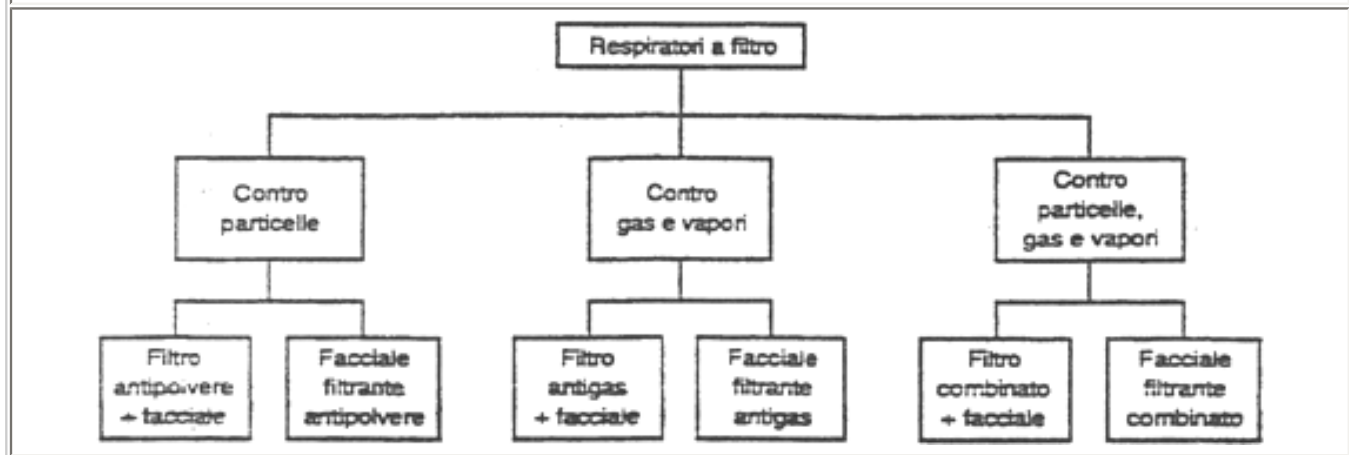 Respiratori a filtro
Contro
particelle
Contro
gas e vapori
Contro
particelle,
gas e vapori
Filtro
antipolvere
+ facciale
Facciale
filtrante
antipolvere
Filtro
antigas
+ facciale
Facciale
filtrante
antigas
Filtro
combinato
+ facciale
Facciale
filtrante
combinato